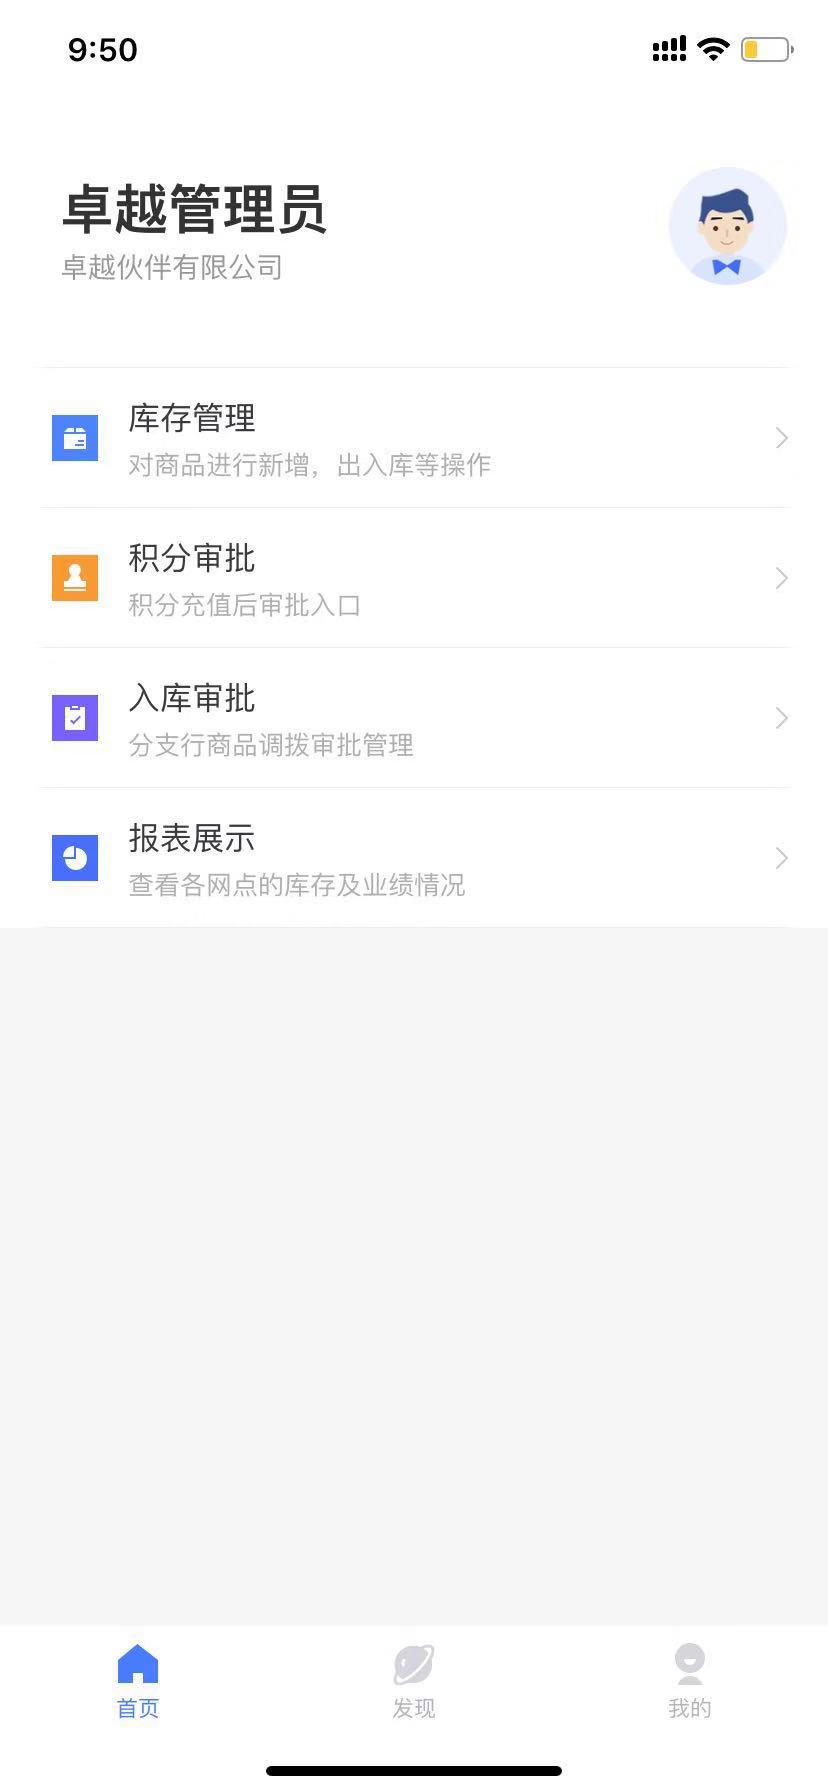 9:50
卓越管理员
卓越伙伴有限公司
库存管理
对商品进行新增，出入库等操作
积分审批
积分充值后审批入口
入库审批
分支行商品调拨审批管理
报表展示
查看各网点的库存及业绩情况
首页
发现
我的